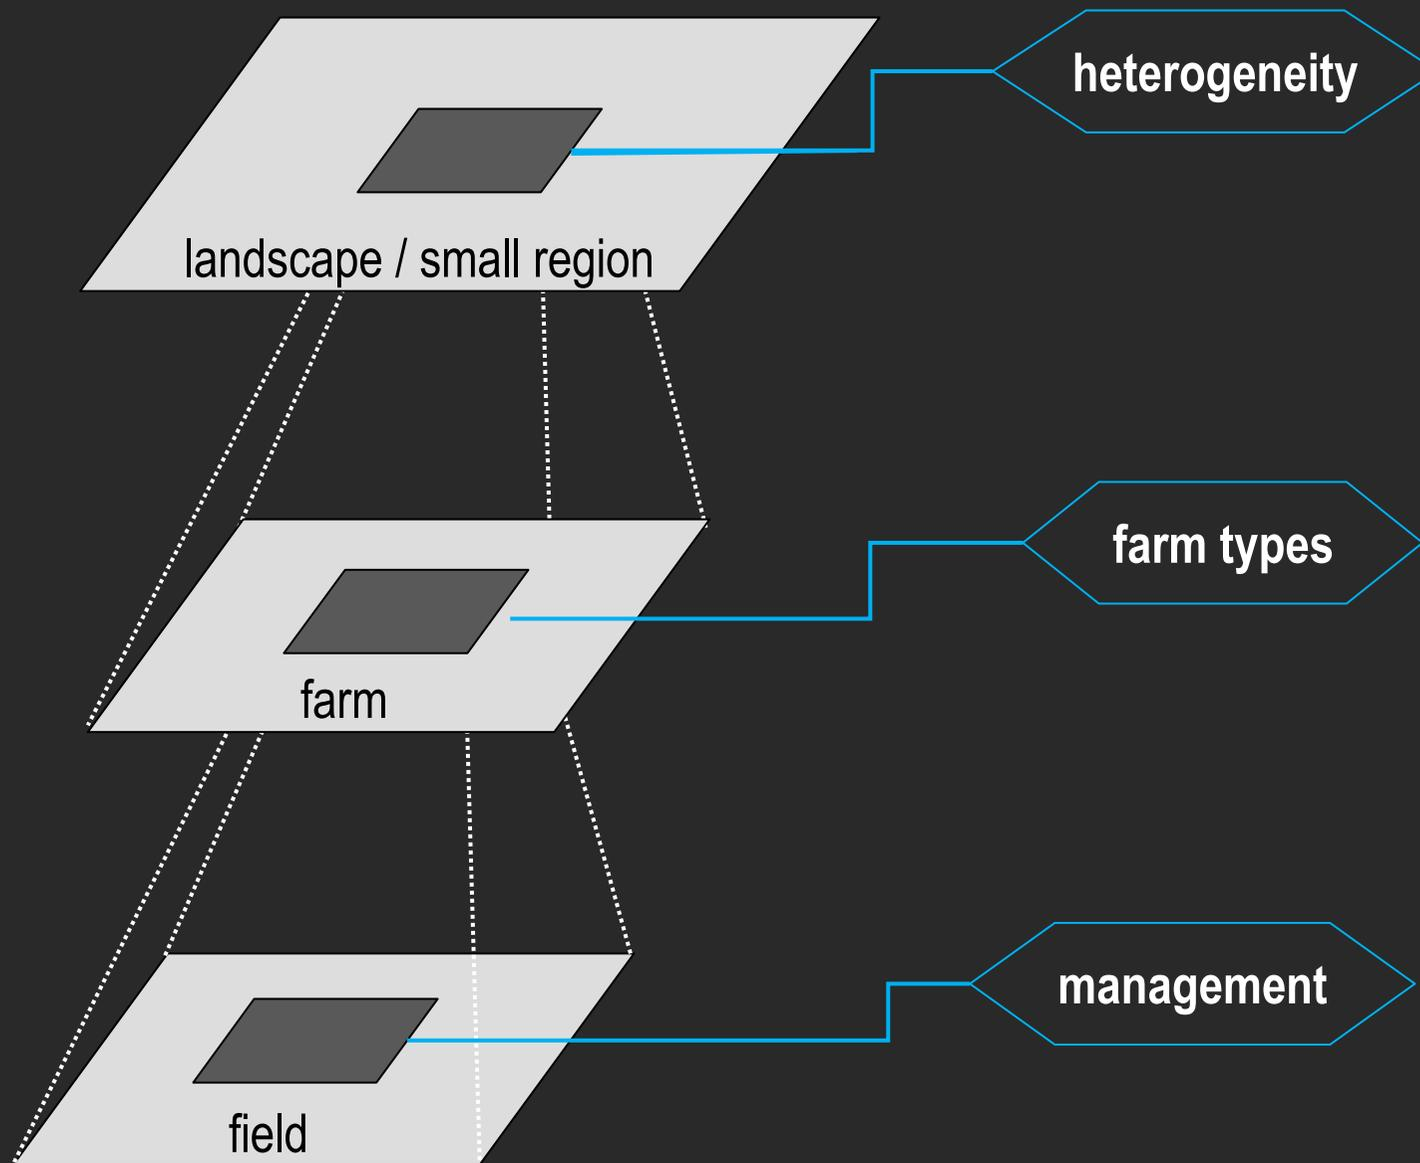 heterogeneity
landscape / small region
farm types
farm
management
field